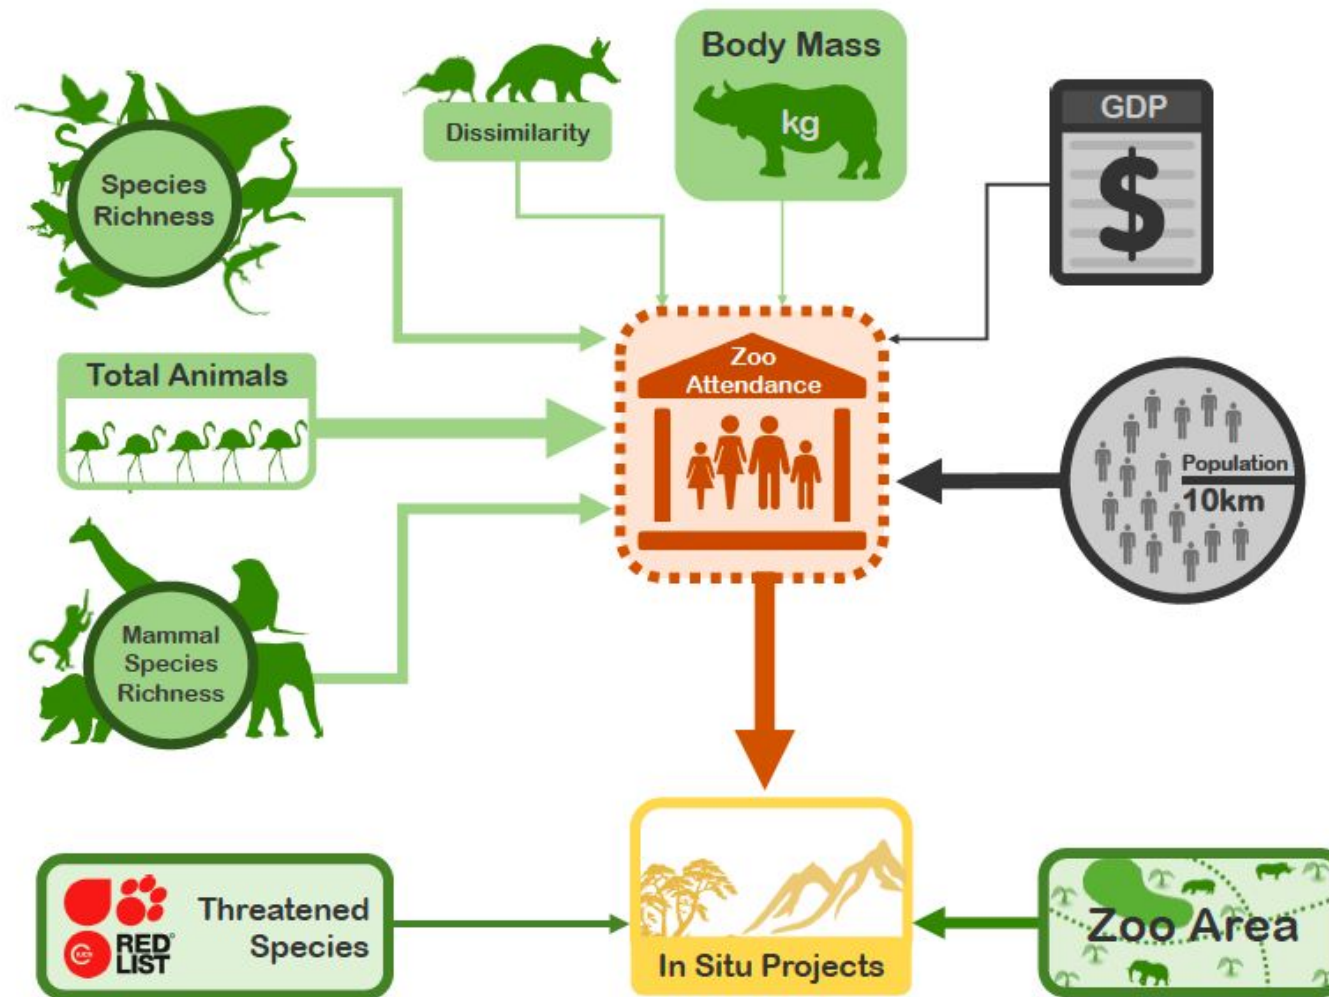 Body Mass
kg
Dissimilarity
GDP
$
Species
Richness
Total Animals
Zoo
Attendance
Population
10km
Mammal
Species
Richness
RED
LIST
Threatened
Species
In Situ Projects
Zoo Area